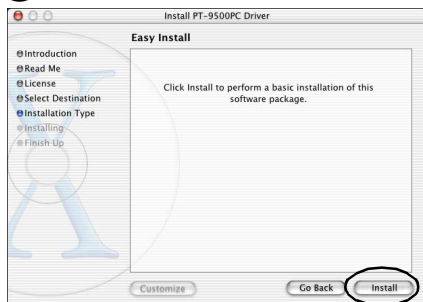 Install PT-9500PC Driver
Easy Install
Introduction
Read Me
License
Select Destination
Installation Type
Installing
Finish Up
Click Install to perform a basic installation of this
software package.
Customize
Go Back
Install